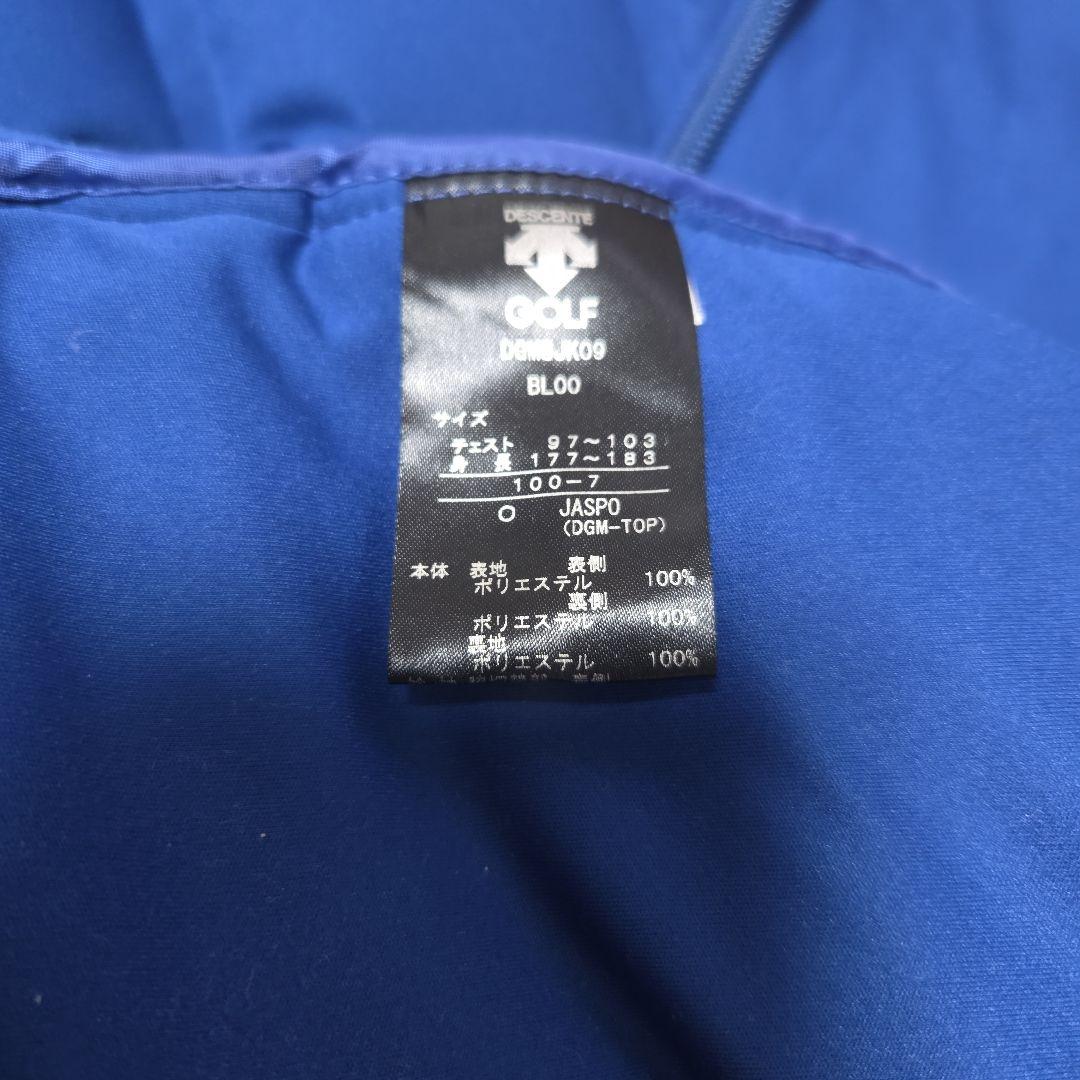 DESCENTE
GOLF
BL00
サイズ
チェスト 97〜103
身長 177〜183
100-7
O JASPO
(DGM-TOP)
本体 表地 表側
ポリエステル 100%
裏側
ポリエステル 100%
裏地
ポリエステル 100%